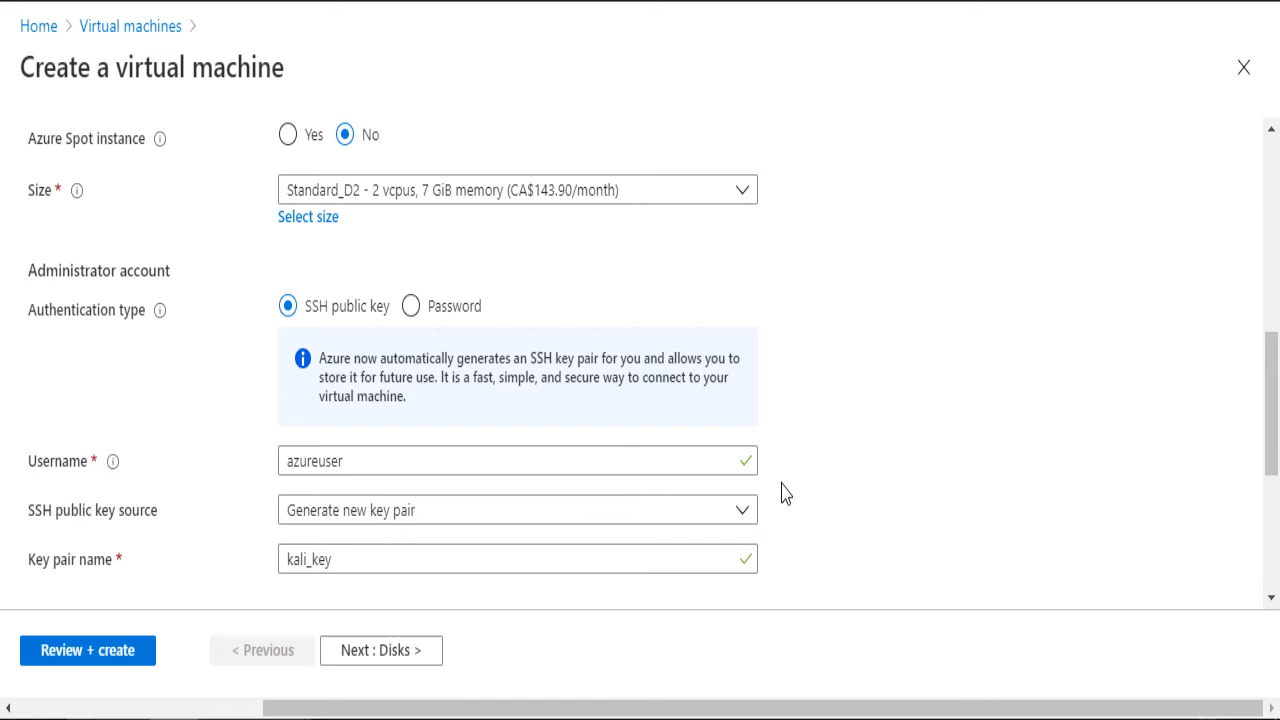 Home > Virtual machines >
Create a virtual machine
Azure Spot instance
Yes No
Size *
Standard_D2 - 2 vcpus, 7 GiB memory (CA$143.90/month)
Select size
Administrator account
Authentication type
SSH public key Password
Azure now automatically generates an SSH key pair for you and allows you to
store it for future use. It is a fast, simple, and secure way to connect to your
virtual machine.
Username *
azureuser
SSH public key source
Generate new key pair
Key pair name *
kali_key
Review + create
< Previous
Next : Disks >